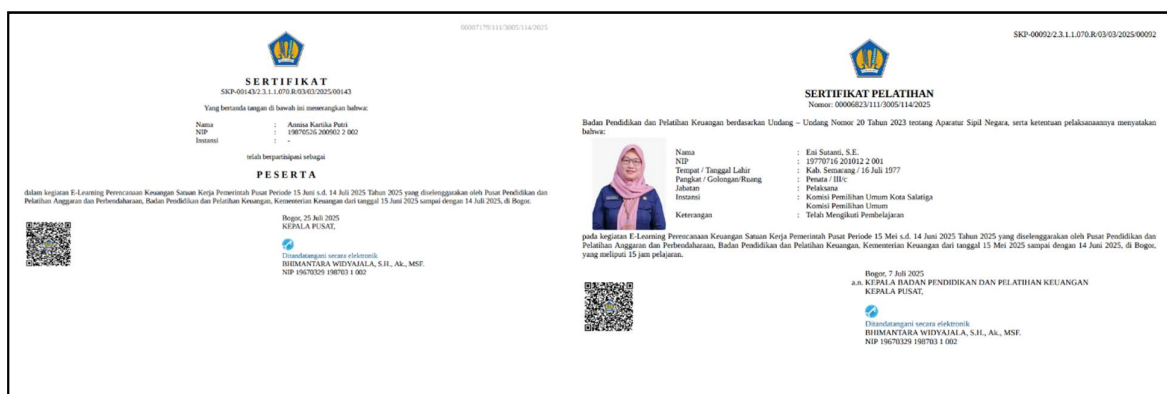 00007179/111/3005/114/2025
SERTIFIKAT
SKP-00143/2.3.1.1.070.R/03/03/2025/00143
Yang bertanda tangan di bawah ini menerangkan bahwa:
Nama : Annisa Kartika Putri
NIP : 19870526 200902 2 002
Instansi : -
telah berpartisipasi sebagai
PESERTA
dalam kegiatan E-Learning Perencanaan Keuangan Satuan Kerja Pemerintah Pusat Periode 15 Juni s.d. 14 Juli 2025 Tahun 2025 yang diselenggarakan oleh Pusat Pendidikan dan
Pelatihan Anggaran dan Perbendaharaan, Badan Pendidikan dan Pelatihan Keuangan, Kementerian Keuangan dari tanggal 15 Juni 2025 sampai dengan 14 Juli 2025, di Bogor.
Bogor, 25 Juli 2025
KEPALA PUSAT,
Ditandatangani secara elektronik
BHIMANTARA WIDYAJALA, S.H., Ak., MSF.
NIP 19670329 198703 1 002
SKP-00092/2.3.1.1.070.R/03/03/2025/00092
SERTIFIKAT PELATIHAN
Nomor: 00006823/111/3005/114/2025
Badan Pendidikan dan Pelatihan Keuangan berdasarkan Undang – Undang Nomor 20 Tahun 2023 tentang Aparatur Sipil Negara, serta ketentuan pelaksanaannya menyatakan
bahwa:
Nama : Eni Sutanti, S.E.
NIP : 19770716 201012 2 001
Tempat / Tanggal Lahir : Kab. Semarang / 16 Juli 1977
Pangkat / Golongan/Ruang : Penata / III/c
Jabatan : Pelaksana
Instansi : Komisi Pemilihan Umum Kota Salatiga
Komisi Pemilihan Umum
Keterangan : Telah Mengikuti Pembelajaran
pada kegiatan E-Learning Perencanaan Keuangan Satuan Kerja Pemerintah Pusat Periode 15 Mei s.d. 14 Juni 2025 Tahun 2025 yang diselenggarakan oleh Pusat Pendidikan dan
Pelatihan Anggaran dan Perbendaharaan, Badan Pendidikan dan Pelatihan Keuangan, Kementerian Keuangan dari tanggal 15 Mei 2025 sampai dengan 14 Juni 2025, di Bogor,
yang meliputi 15 jam pelajaran.
Bogor, 7 Juli 2025
a.n. KEPALA BADAN PENDIDIKAN DAN PELATIHAN KEUANGAN
KEPALA PUSAT,
Ditandatangani secara elektronik
BHIMANTARA WIDYAJALA, S.H., Ak., MSF.
NIP 19670329 198703 1 002